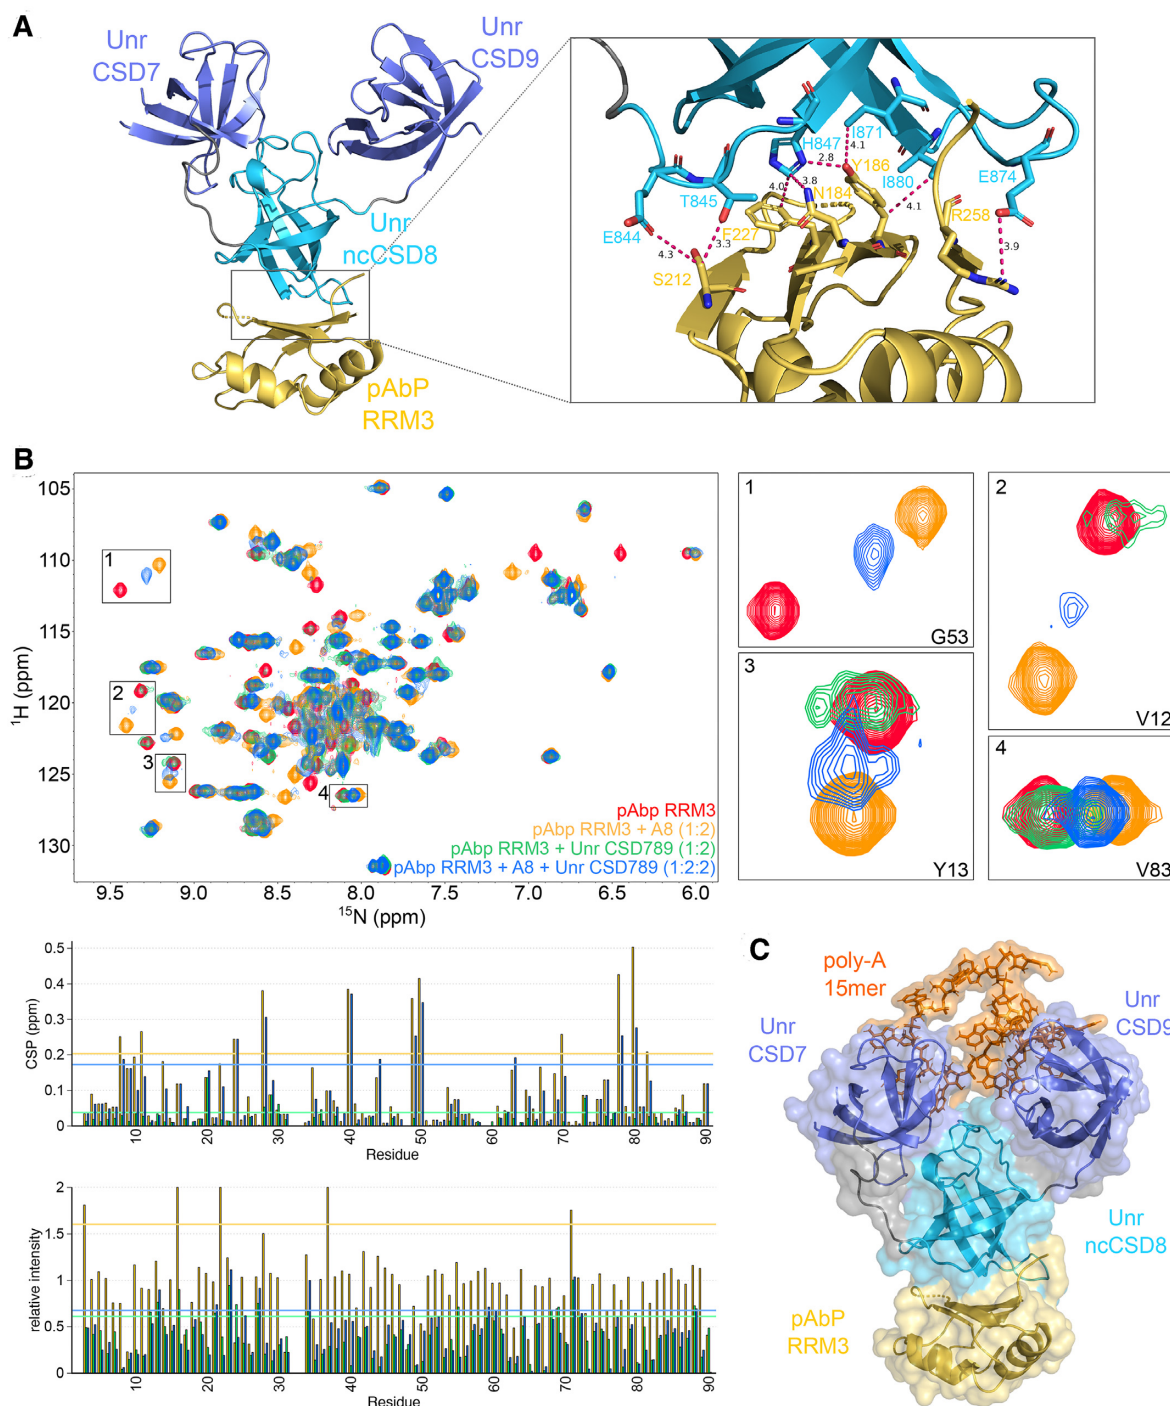 A
Unr
CSD7
Unr
CSD9
Unr
ncCSD8
pAbP
RRM3
H847
I871
4.1
2.8
Y186
3.8
4.0
N184
I880
E874
T845
4.1
R258
E844
F227
3.3
4.3
3.9
S212
B
105
110
115
120
125
130
¹H (ppm)
1
2
3
4
pAbp RRM3
pAbp RRM3 + A8 (1:2)
pAbp RRM3 + Unr CSD789 (1:2)
pAbp RRM3 + A8 + Unr CSD789 (1:2:2)
9.5 9.0 8.5 8.0 7.5 7.0 6.5 6.0
¹⁵N (ppm)
1
G53
2
V12
3
Y13
4
V83
0.5
0.4
0.3
0.2
0.1
0
CSP (ppm)
10 20 30 40 50 60 70 80 90
Residue
2
1.5
1
0.5
0
relative intensity
10 20 30 40 50 60 70 80 90
Residue
C
poly-A
15mer
Unr
CSD7
Unr
CSD9
Unr
ncCSD8
pAbP
RRM3